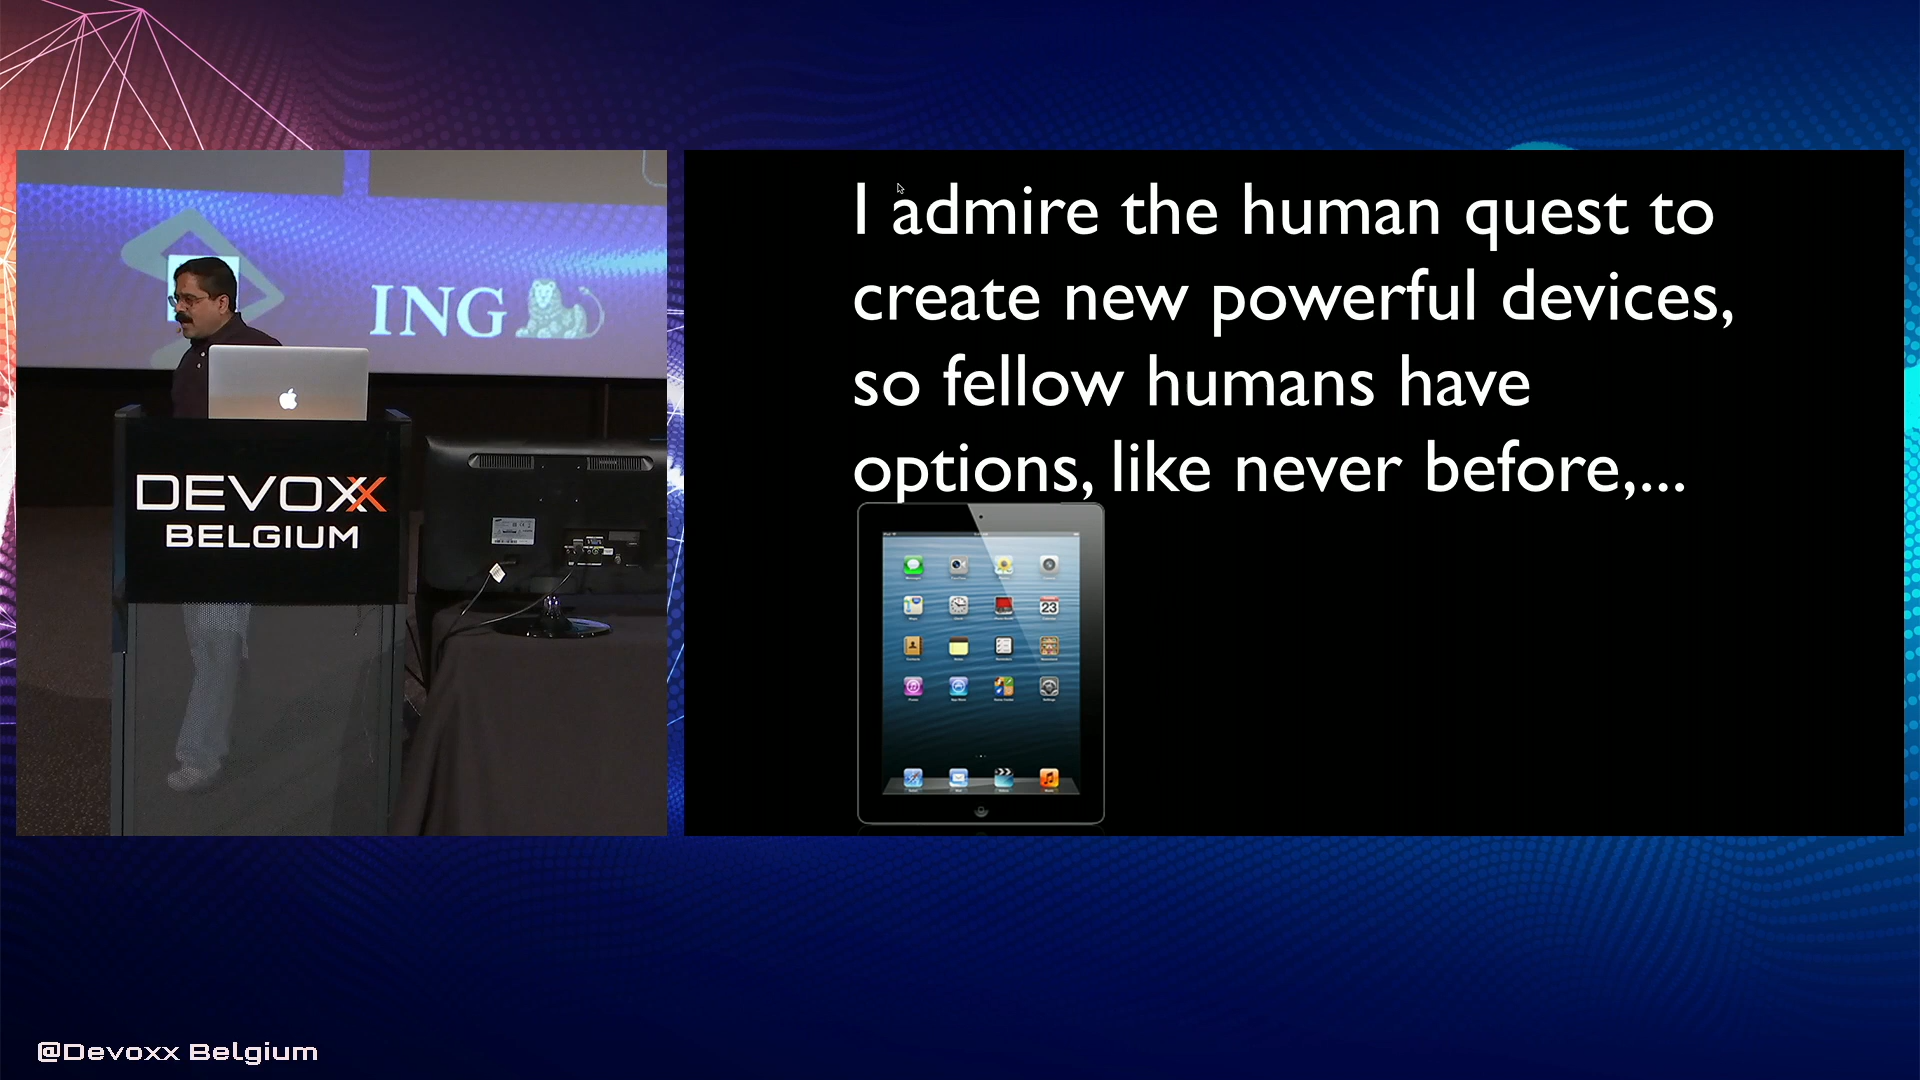 ING
DEVOXX
BELGIUM
I admire the human quest to
create new powerful devices,
so fellow humans have
options, like never before,...
23
@Devoxx Belgium